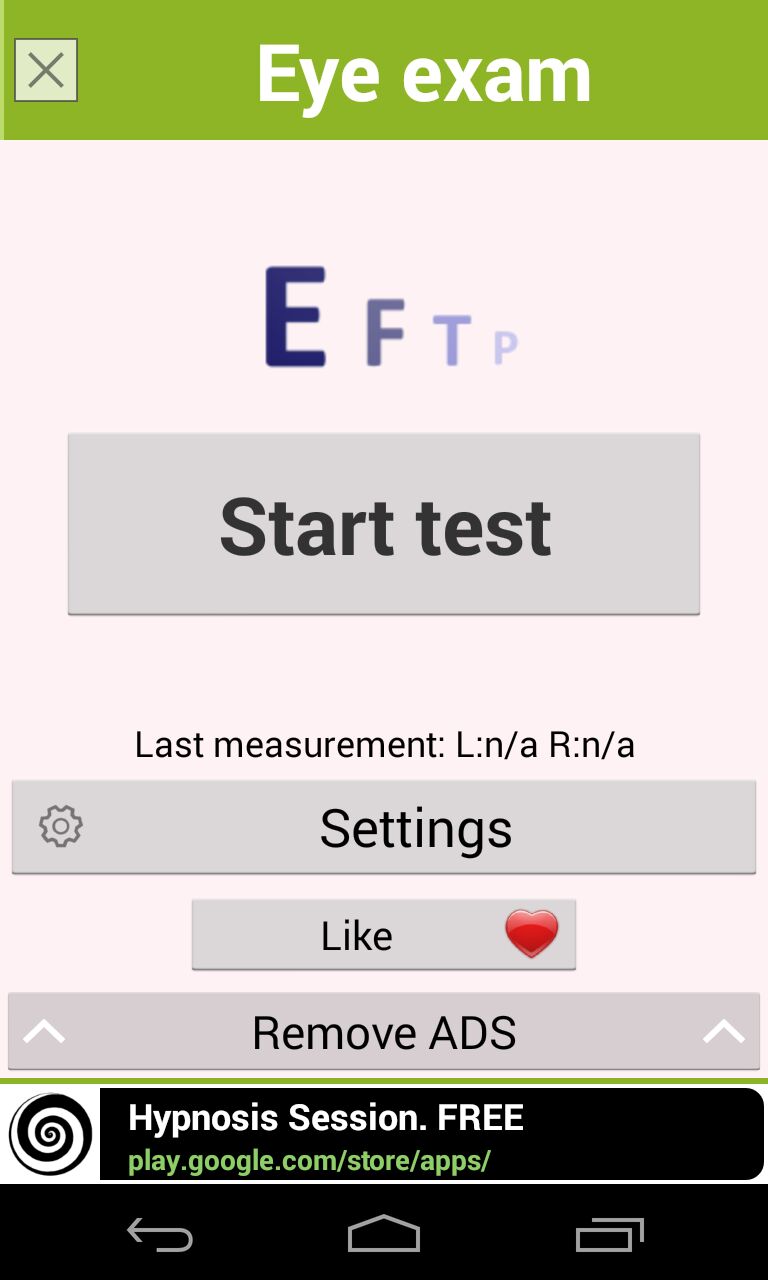 Eye exam
E F T P
Start test
Last measurement: L:n/a R:n/a
Settings
Like
Remove ADS
Hypnosis Session. FREE
play.google.com/store/apps/